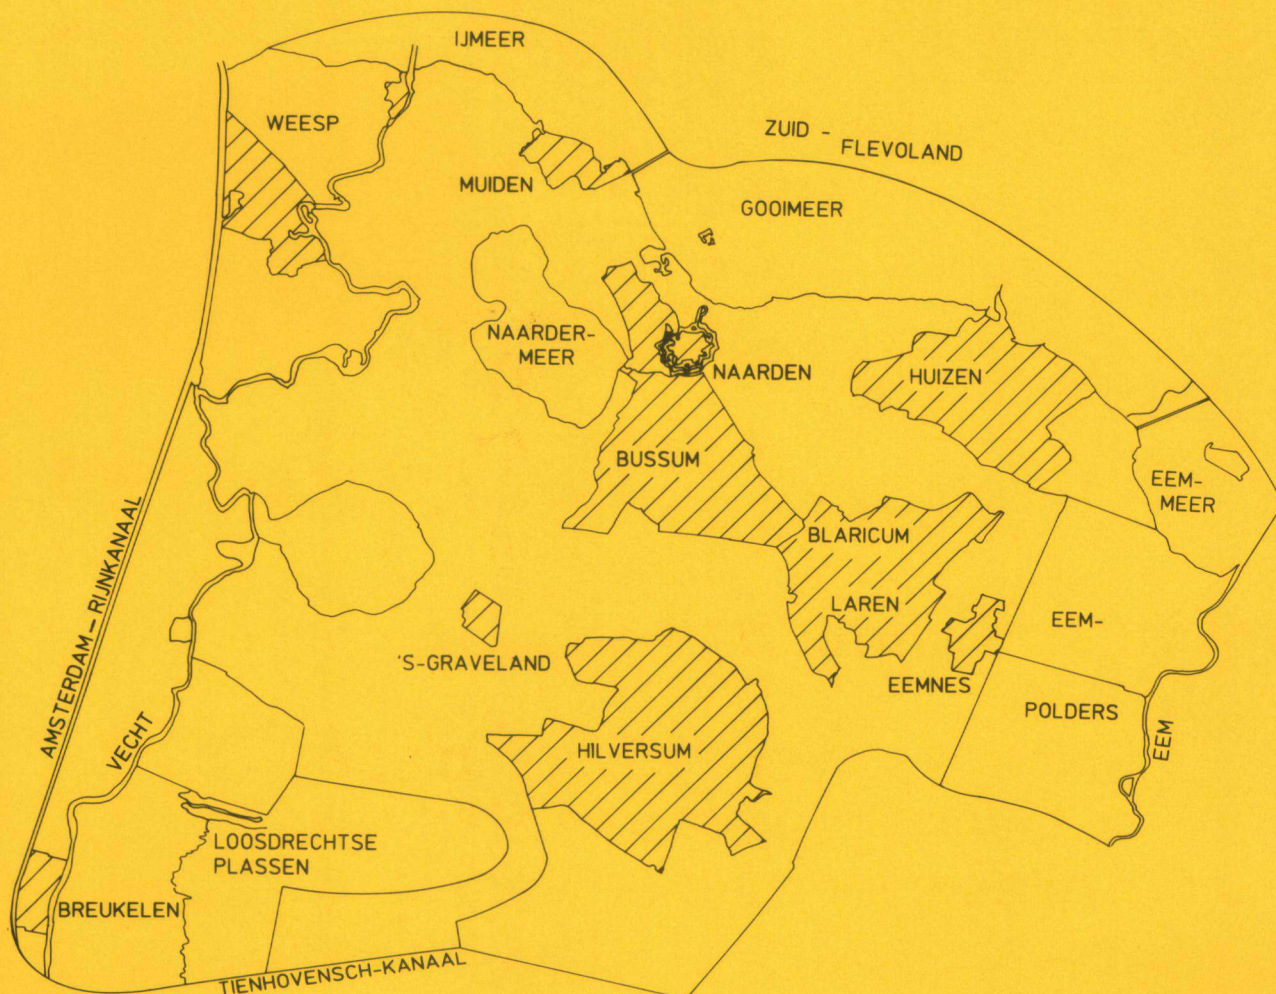 IJMEER
WEESP
ZUID -
FLEVOLAND
MUIDEN
GOOIMEER
NAARDER-
MEER
NAARDEN
HUIZEN
BUSSUM
EEM-
MEER
BLARICUM
AMSTERDAM – RIJNKANAAL
LAREN
EEM-
'S-GRAVELAND
EEMNES
POLDERS
VECHT
EEM
HILVERSUM
LOOSDRECHTSE
PLASSEN
BREUKELEN
TIENHOVENSCH-KANAAL